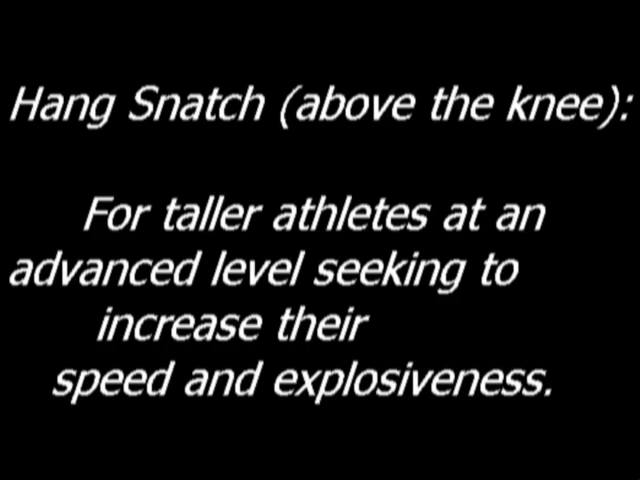 Hang Snatch (above the knee):
For taller athletes at an
advanced level seeking to
increase their
speed and explosiveness.